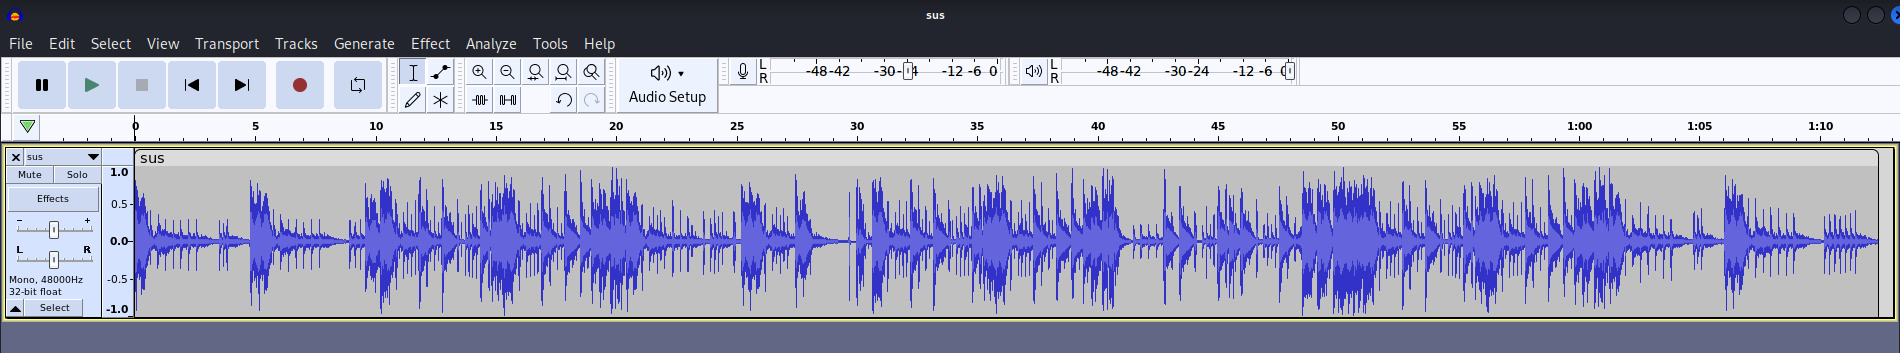 sus
File Edit Select View Transport Tracks Generate Effect Analyze Tools Help
L
R
-48 -42 -30 -12 -6 0
L
R
-48 -42 -30 -24 -12 -6
Audio Setup
0 5 10 15 20 25 30 35 40 45 50 55 1:00 1:05 1:10
sus
sus
Mute Solo
Effects
- +
L R
Mono, 48000Hz
32-bit float
Select
1.0
0.5
0.0
-0.5
-1.0